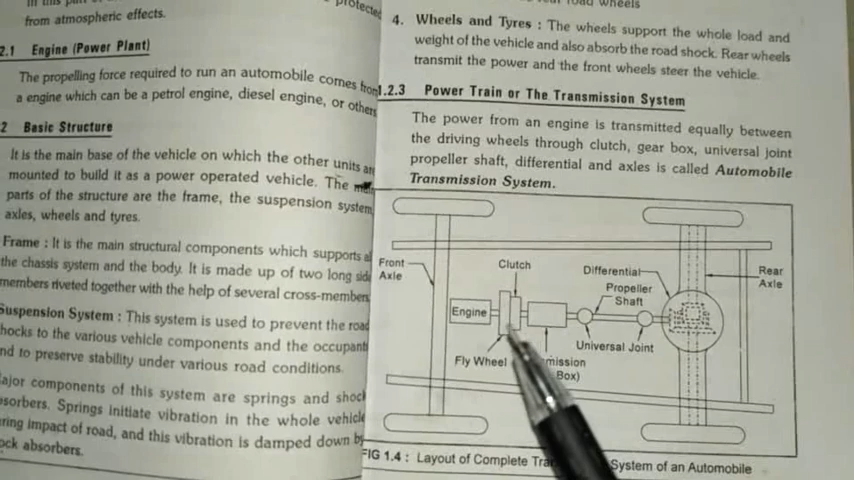 from atmospheric effects.
2.1 Engine (Power Plant)
The propelling force required to run an automobile comes from
a engine which can be a petrol engine, diesel engine, or others
2 Basic Structure
It is the main base of the vehicle on which the other units are
mounted to build it as a power operated vehicle. The
parts of the structure are the frame, the suspension system,
axles, wheels and tyres.
Frame : It is the main structural components which supports
the chassis system and the body. It is made up of two long side
members riveted together with the help of several cross-members
Suspension System : This system is used to prevent the road
shocks to the various vehicle components and the occupant
nd to preserve stability under various road conditions.
ajor components of this system are springs and shock
bsorbers. Springs initiate vibration in the whole vehicle
ring impact of road, and this vibration is damped down by
ock absorbers.
protected
road wheels
4. Wheels and Tyres : The wheels support the whole load and
weight of the vehicle and also absorb the road shock. Rear wheels
transmit the power and the front wheels steer the vehicle.
1.2.3 Power Train or The Transmission System
The power from an engine is transmitted equally between
the driving wheels through clutch, gear box, universal joint
propeller shaft, differential and axles is called Automobile
Transmission System.
Front
Axle
Clutch
Differential
Propeller
Shaft
Rear
Axle
Engine
Universal Joint
Fly Wheel
mission
Box)
FIG 1.4 : Layout of Complete Tra System of an Automobile